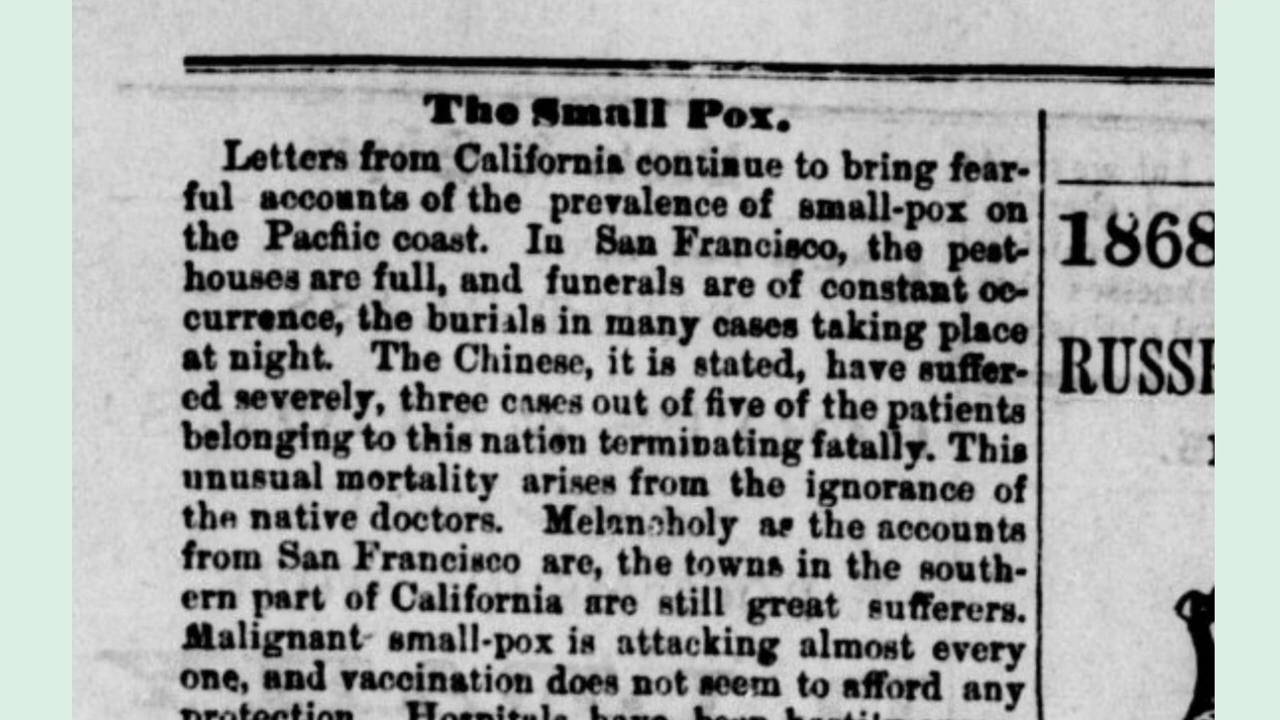 The Small Pox.
Letters from California continue to bring fear-
ful accounts of the prevalence of small-pox on
the Pacfiic coast. In San Francisco, the pest-
houses are full, and funerals are of constant oc-
currence, the burials in many cases taking place
at night. The Chinese, it is stated, have suffer-
ed severely, three cases out of five of the patients
belonging to this nation terminating fatally. This
unusual mortality arises from the ignorance of
the native doctors. Melancholy as the accounts
from San Francisco are, the towns in the south-
ern part of California are still great sufferers.
Malignant small-pox is attacking almost every
one, and vaccination does not seem to afford any
protection. Hospitals have been
1868
RUSSE